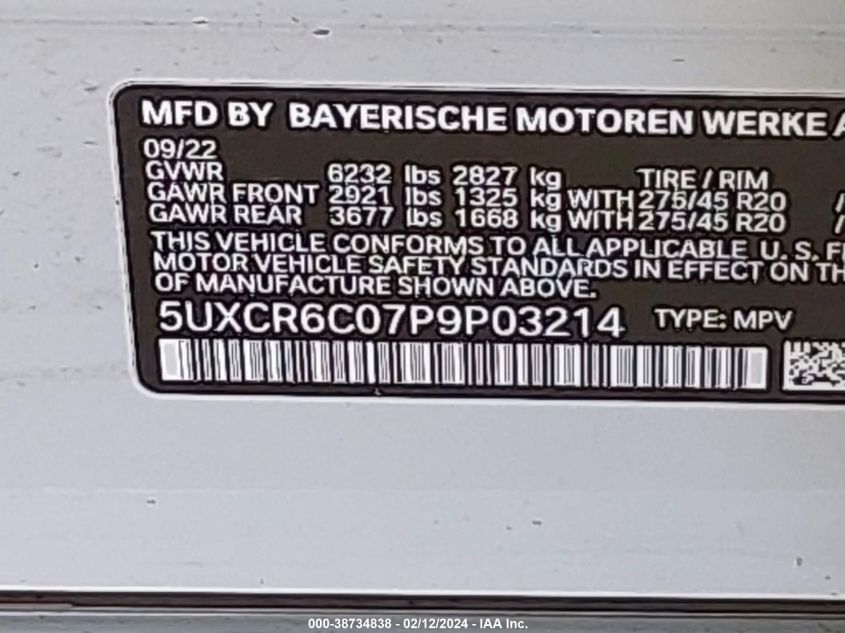 MFD BY BAYERISCHE MOTOREN WERKE A
09/22
GVWR 6232 lbs 2827 kg TIRE / RIM
GAWR FRONT 2921 lbs 1325 kg WITH 275/45 R20 /
GAWR REAR 3677 lbs 1668 kg WITH 275/45 R20 /
THIS VEHICLE CONFORMS TO ALL APPLICABLE U. S. F
MOTOR VEHICLE SAFETY STANDARDS IN EFFECT ON TH
OF MANUFACTURE SHOWN ABOVE.
5UXCR6C07P9P03214 TYPE: MPV
000-38734838 - 02/12/2024 - IAA Inc.